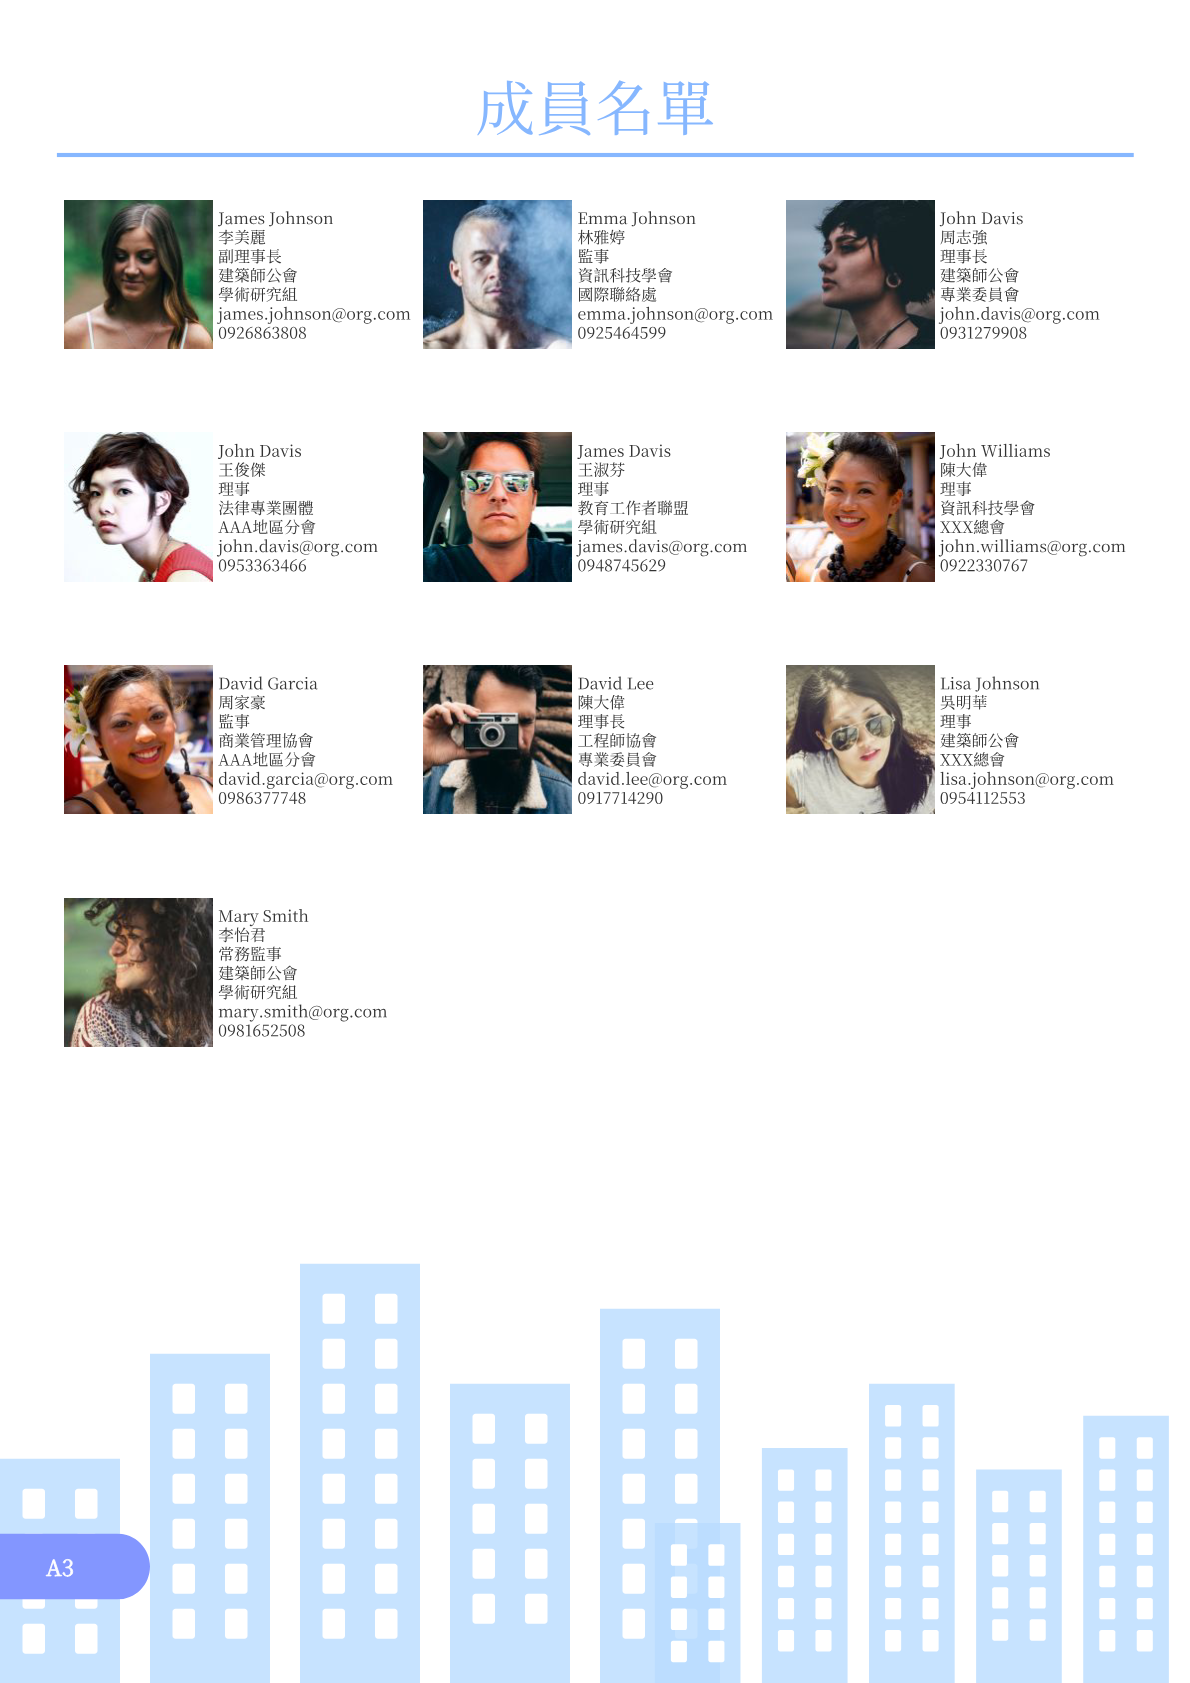 成員名單
James Johnson
李美麗
副理事長
建築師公會
學術研究組
james.johnson@org.com
0926863808
Emma Johnson
林雅婷
監事
資訊科技學會
國際聯絡處
emma.johnson@org.com
0925464599
John Davis
周志強
理事長
建築師公會
專業委員會
john.davis@org.com
0931279908
John Davis
王俊傑
理事
法律專業團體
AAA地區分會
john.davis@org.com
0953363466
James Davis
王淑芬
理事
教育工作者聯盟
學術研究組
james.davis@org.com
0948745629
John Williams
陳大偉
理事
資訊科技學會
XXX總會
john.williams@org.com
0922330767
David Garcia
周家豪
監事
商業管理協會
AAA地區分會
david.garcia@org.com
0986377748
David Lee
陳大偉
理事長
工程師協會
專業委員會
david.lee@org.com
0917714290
Lisa Johnson
吳明華
理事
建築師公會
XXX總會
lisa.johnson@org.com
0954112553
Mary Smith
李怡君
常務監事
建築師公會
學術研究組
mary.smith@org.com
0981652508
A3